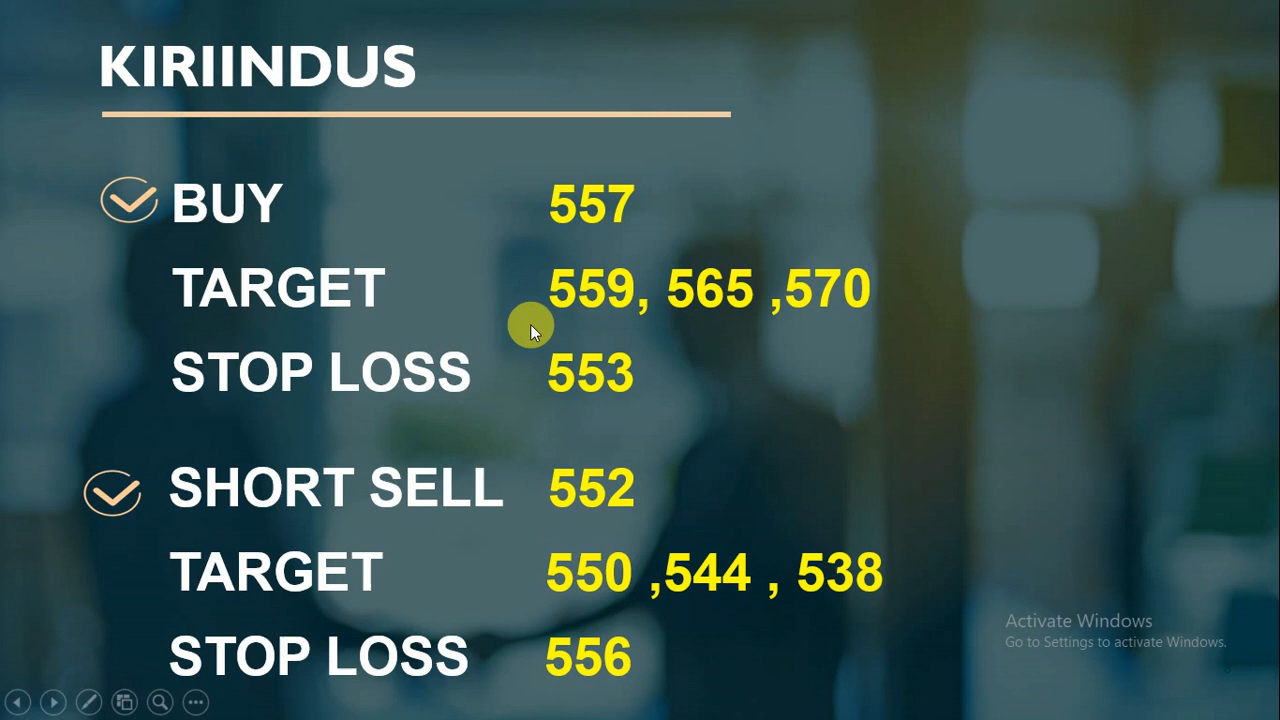 KIRIINDUS
BUY 557
TARGET 559, 565 ,570
STOP LOSS 553
SHORT SELL 552
TARGET 550 ,544 , 538
STOP LOSS 556
Activate Windows
Go to Settings to activate Windows.